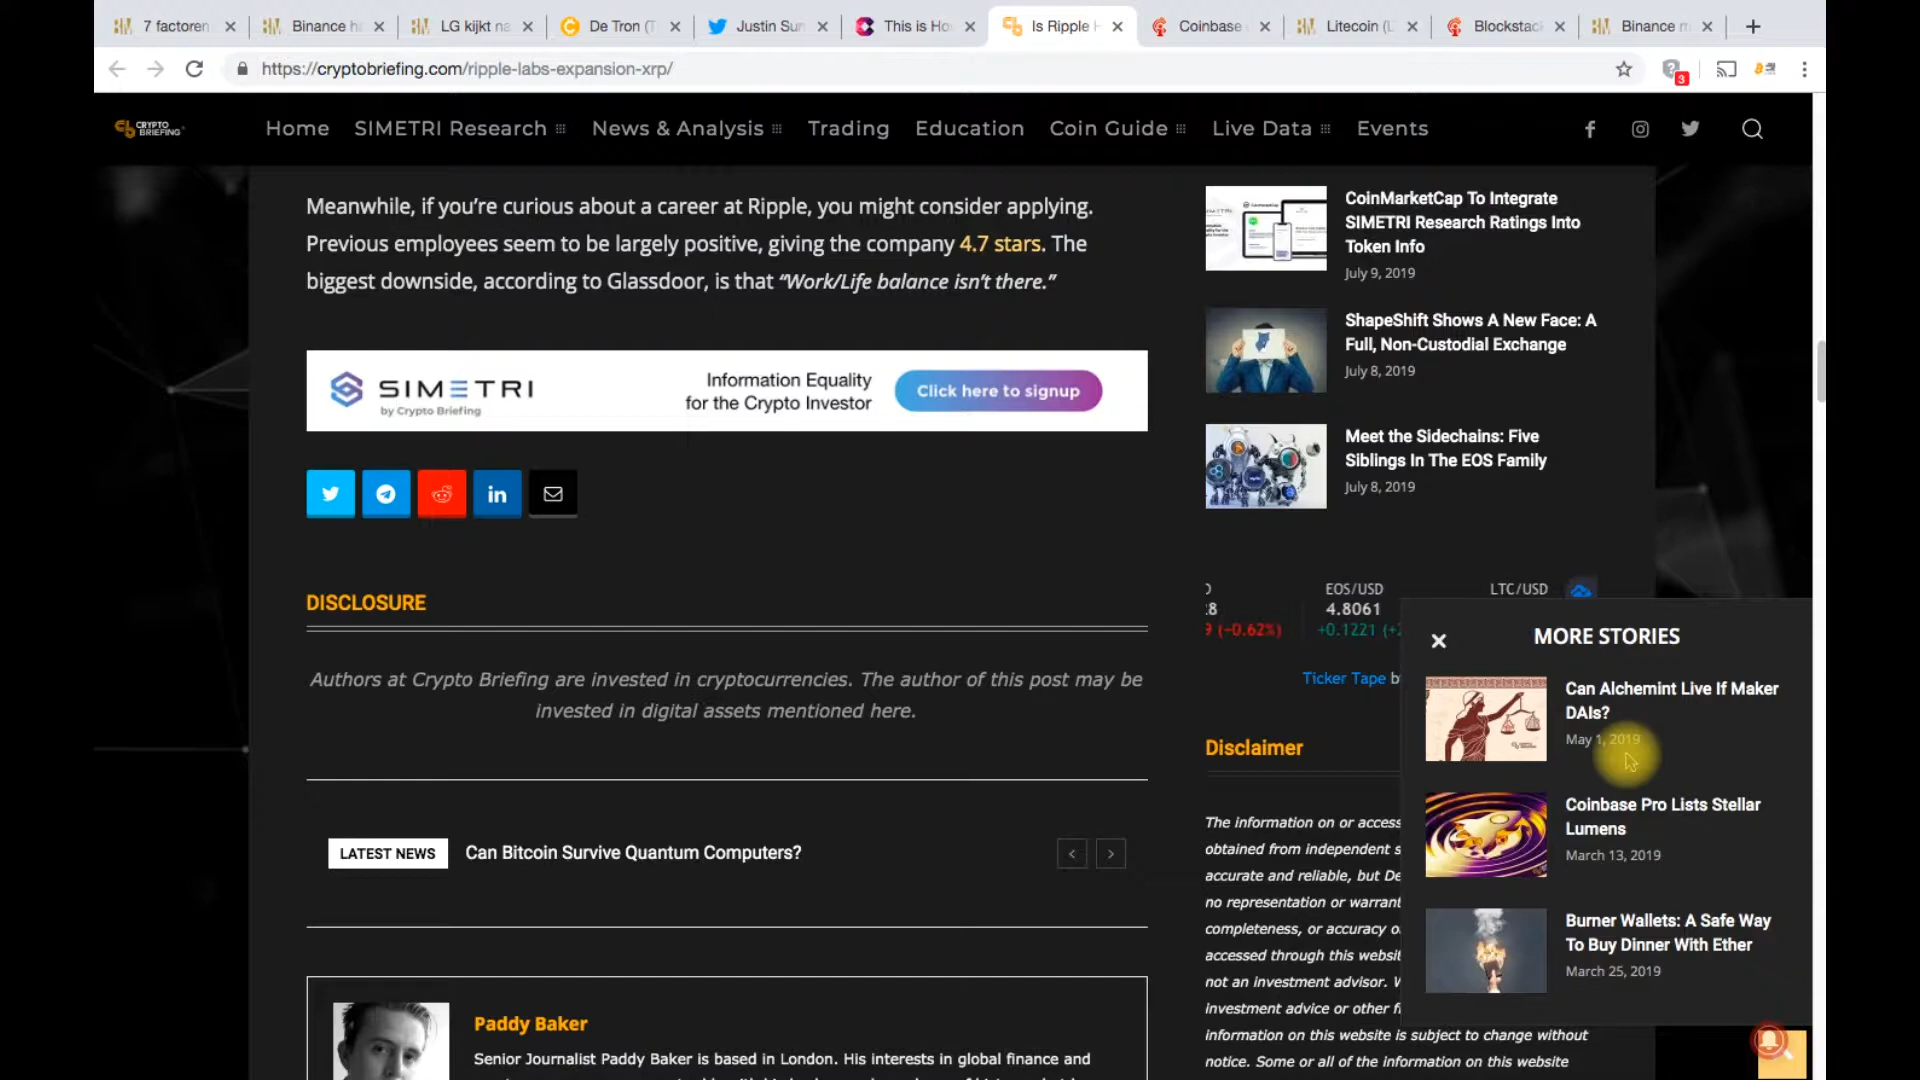 7 factoren
Binance ha
LG kijkt na
De Tron (T
Justin Sun
This is Ho
Is Ripple H
Coinbase
Litecoin (L
Blockstac
Binance m
https://cryptobriefing.com/ripple-labs-expansion-xrp/
3
CRYPTO
BRIEFING
Home
SIMETRI Research
News & Analysis
Trading
Education
Coin Guide
Live Data
Events
Meanwhile, if you’re curious about a career at Ripple, you might consider applying.
Previous employees seem to be largely positive, giving the company 4.7 stars. The
biggest downside, according to Glassdoor, is that “Work/Life balance isn’t there.”
SIMETRI
by Crypto Briefing
Information Equality
for the Crypto Investor
Click here to signup
in
DISCLOSURE
Authors at Crypto Briefing are invested in cryptocurrencies. The author of this post may be
invested in digital assets mentioned here.
LATEST NEWS
Can Bitcoin Survive Quantum Computers?
Paddy Baker
Senior Journalist Paddy Baker is based in London. His interests in global finance and
CoinMarketCap To Integrate
SIMETRI Research Ratings Into
Token Info
July 9, 2019
ShapeShift Shows A New Face: A
Full, Non-Custodial Exchange
July 8, 2019
Meet the Sidechains: Five
Siblings In The EOS Family
July 8, 2019
EOS/USD
4.8061
+0.1221 (+2
LTC/USD
9 (−0.62%)
Ticker Tape by
Disclaimer
The information on or access
obtained from independent s
accurate and reliable, but De
no representation or warrant
completeness, or accuracy o
accessed through this websit
not an investment advisor. W
investment advice or other fi
information on this website is subject to change without
notice. Some or all of the information on this website
MORE STORIES
Can Alchemint Live If Maker
DAIs?
May 1, 2019
Coinbase Pro Lists Stellar
Lumens
March 13, 2019
Burner Wallets: A Safe Way
To Buy Dinner With Ether
March 25, 2019